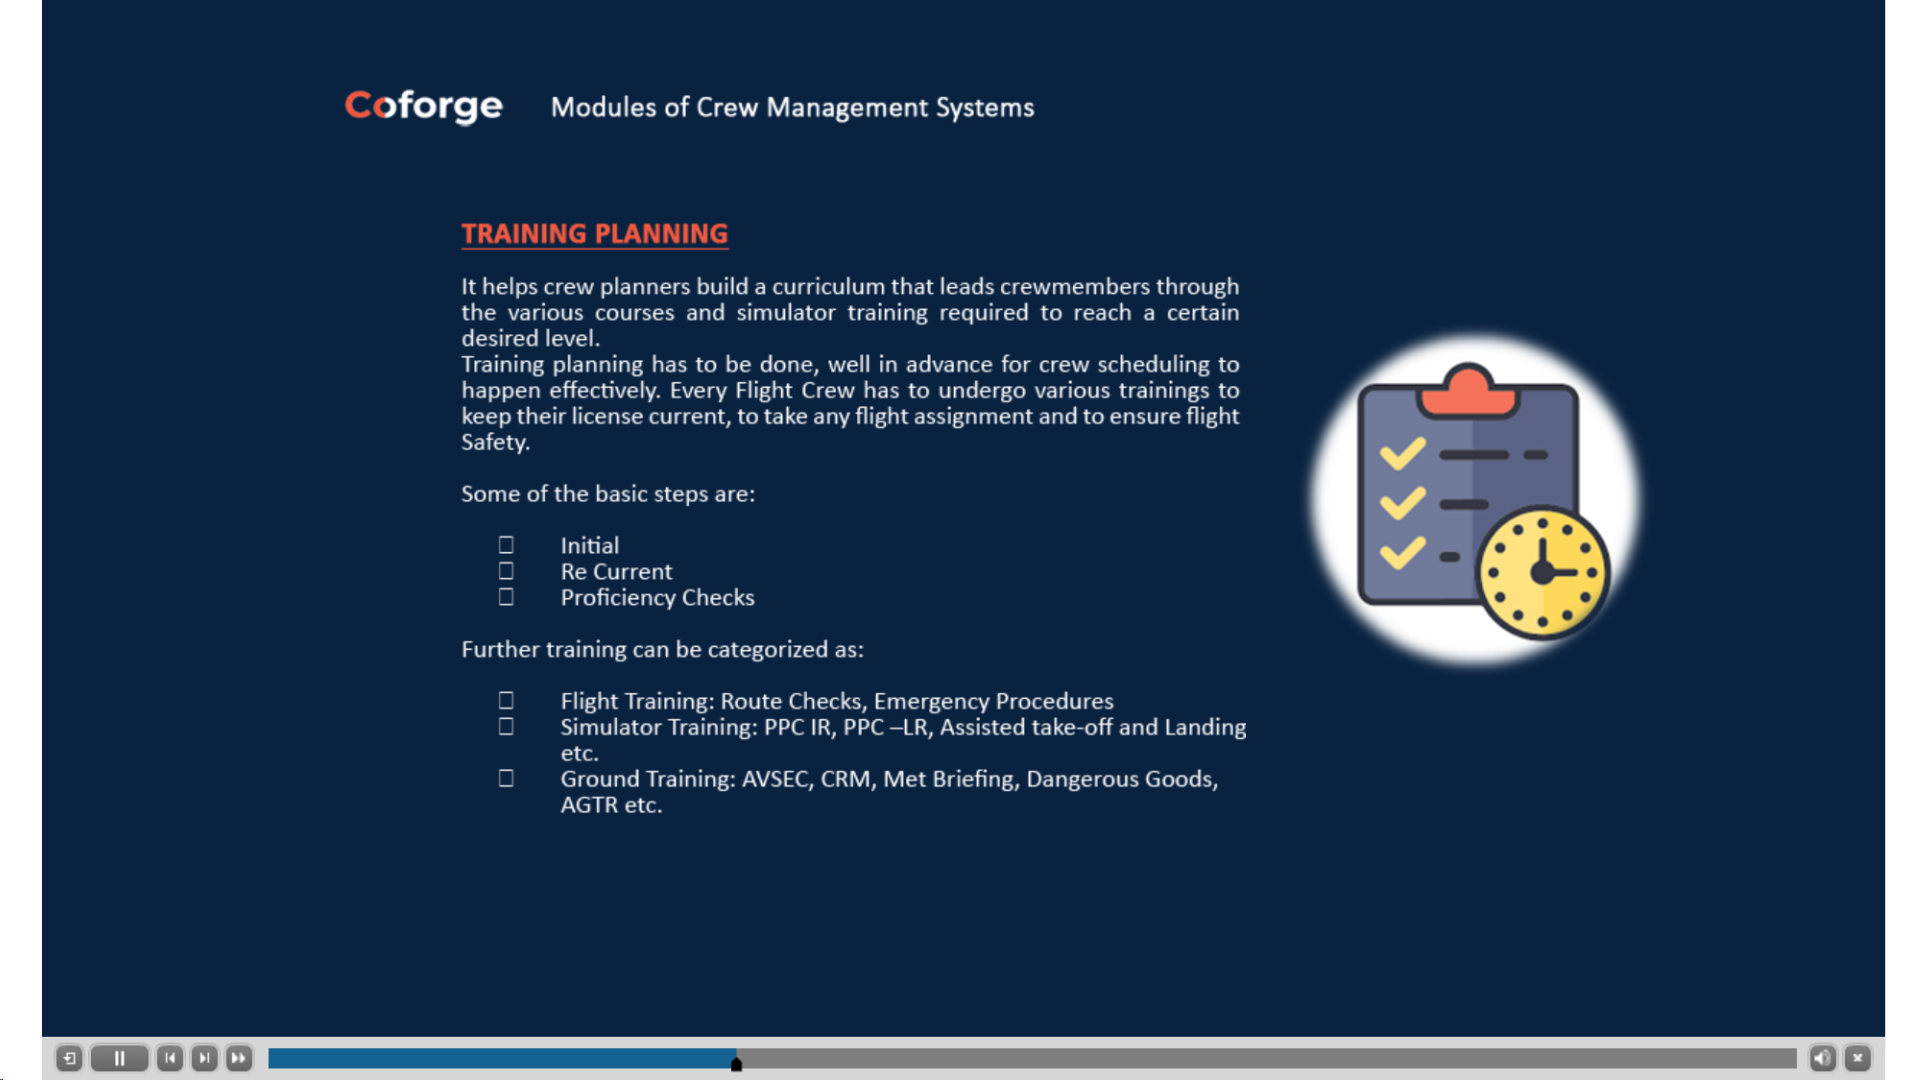 Coforge
Modules of Crew Management Systems
TRAINING PLANNING
It helps crew planners build a curriculum that leads crewmembers through
the various courses and simulator training required to reach a certain
desired level.
Training planning has to be done, well in advance for crew scheduling to
happen effectively. Every Flight Crew has to undergo various trainings to
keep their license current, to take any flight assignment and to ensure flight
Safety.
Some of the basic steps are:
Initial
Re Current
Proficiency Checks
Further training can be categorized as:
Flight Training: Route Checks, Emergency Procedures
Simulator Training: PPC IR, PPC –LR, Assisted take-off and Landing
etc.
Ground Training: AVSEC, CRM, Met Briefing, Dangerous Goods,
AGTR etc.